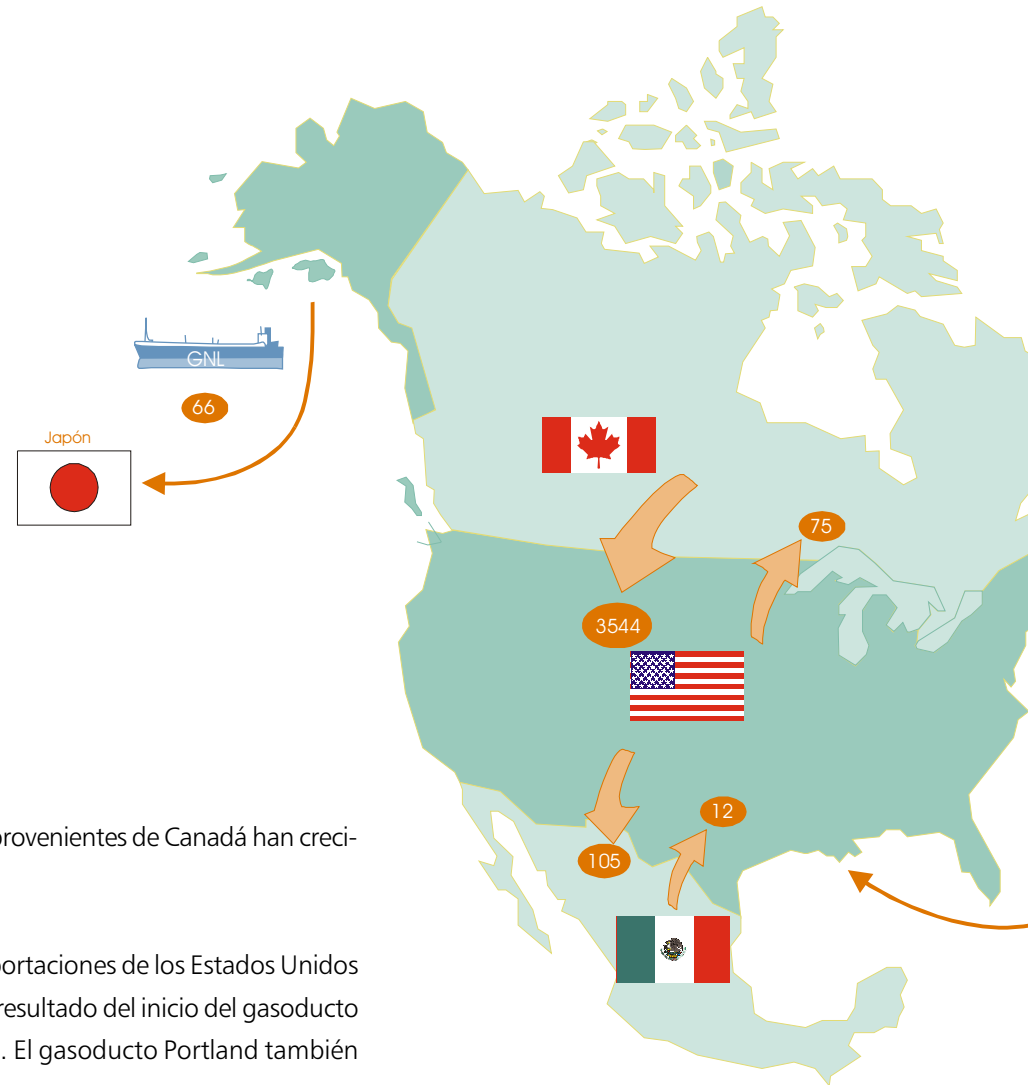 GNL
66
Japón
75
3544
12
105
provenientes de Canadá han creci-
portaciones de los Estados Unidos
resultado del inicio del gasoducto
. El gasoducto Portland también